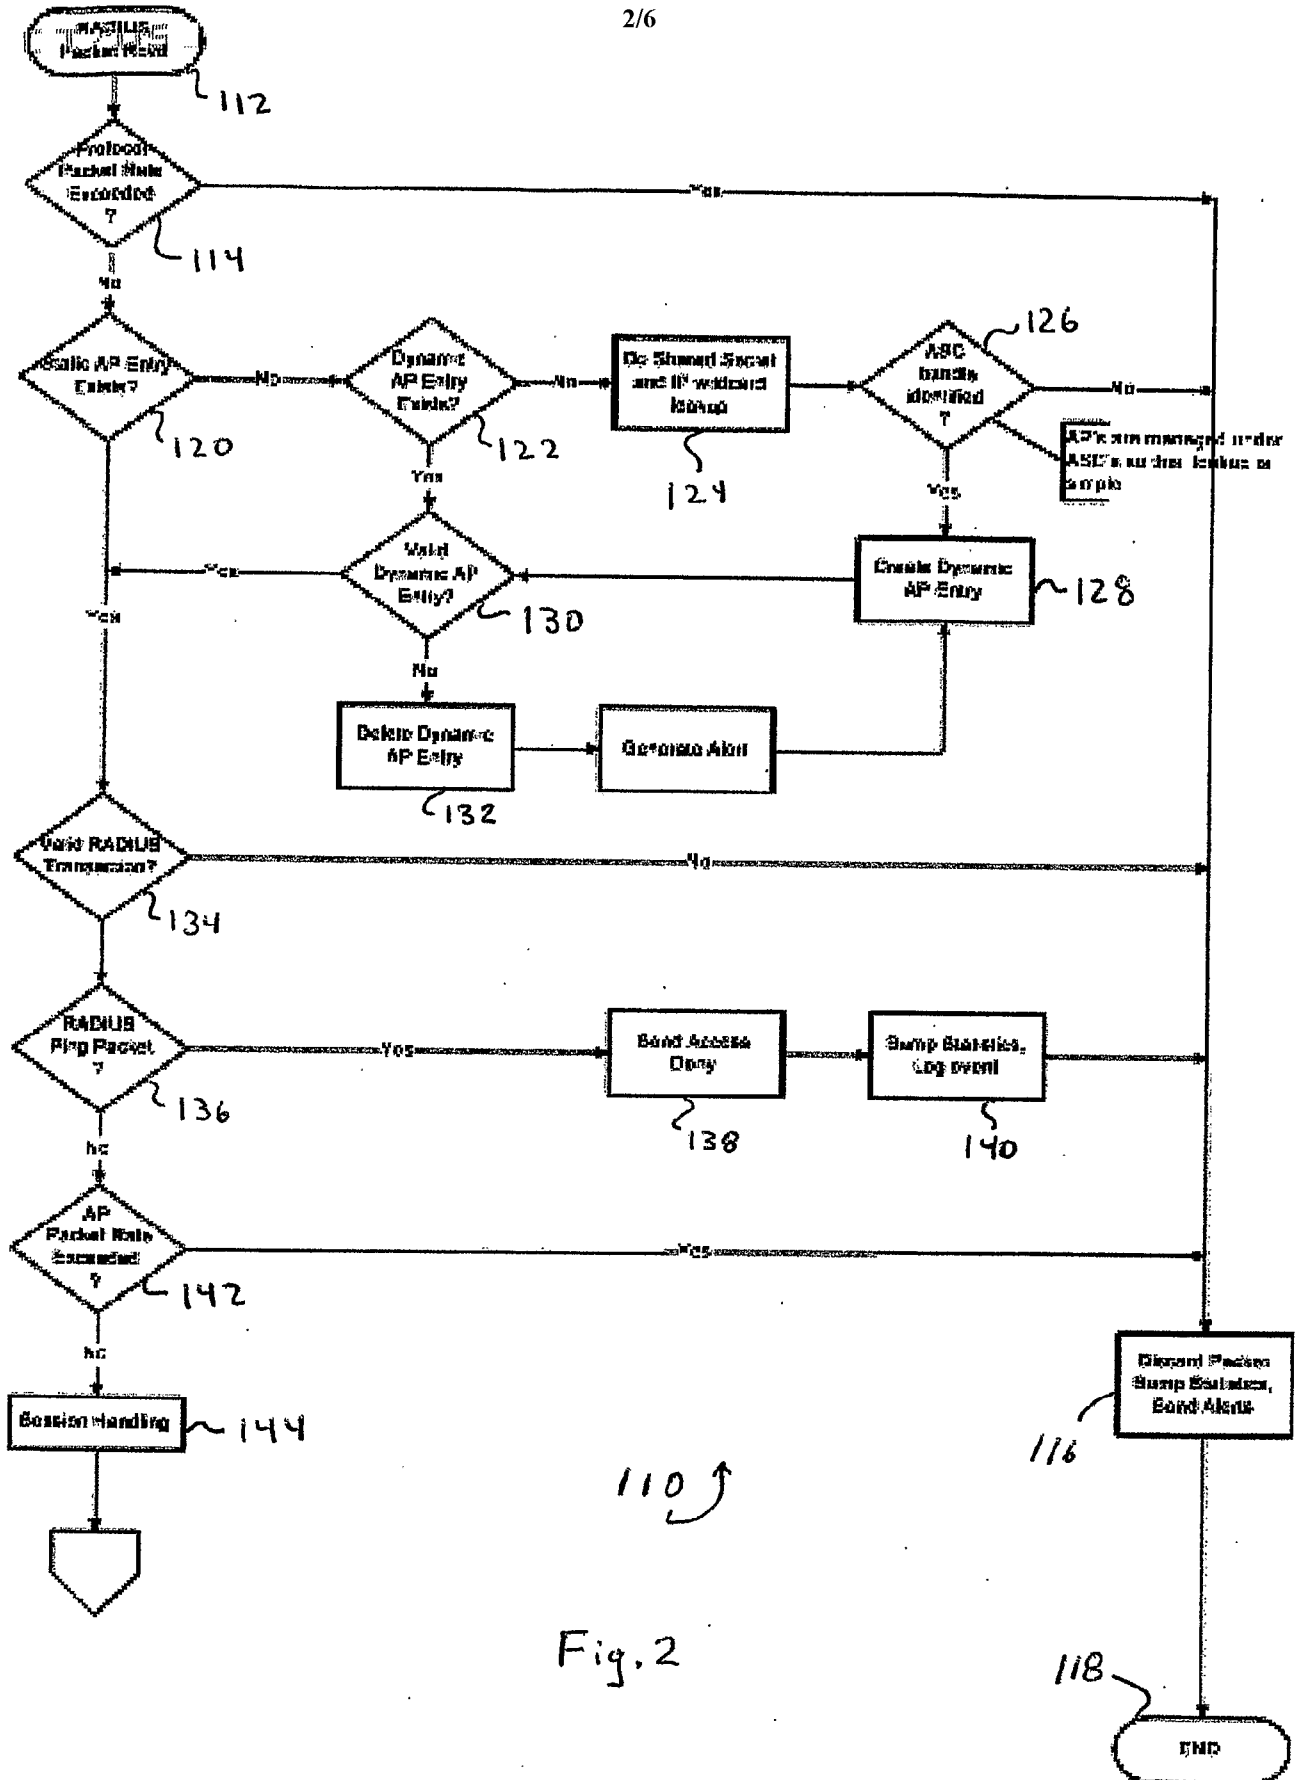 2/6
RADIUS
Packet Read
112
Protocol
Packet Rate
Exceeded
?
114
Yes
No
Static AP Entry
Exists?
120
No
Dynamic
AP Entry
Exists?
122
No
Do Shared Secret
and IP wildcard
lookup
124
ASC
handle
identified
?
126
No
AP's are managed under
ASC's so this lookup is
simple
Yes
Yes
Valid
Dynamic AP
Entry?
130
Yes
Create Dynamic
AP Entry
128
Yes
No
Delete Dynamic
AP Entry
132
Generate Alert
Valid RADIUS
Transaction?
134
No
RADIUS
Ping Packet
?
136
Yes
Send Access
Deny
138
Bump Statistics,
Log event
140
No
AP
Packet Rate
Exceeded
?
142
Yes
No
Session Handling
144
Discard Packet
Bump Statistics,
Send Alerts
116
110
Fig. 2
118
END